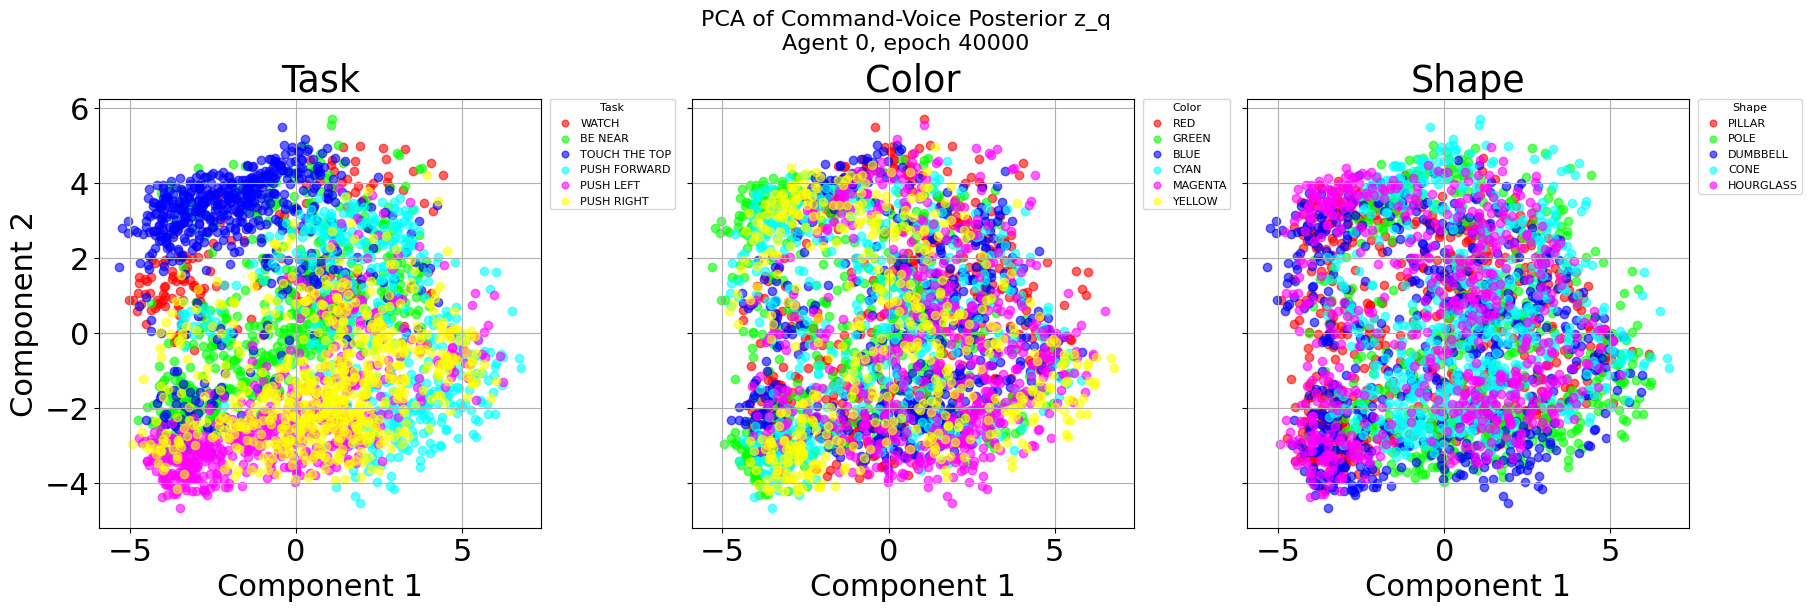 PCA of Command-Voice Posterior z_q
Agent 0, epoch 40000
Task
Component 2
6
4
2
0
−2
−4
−5
0
5
Component 1
Task
WATCH
BE NEAR
TOUCH THE TOP
PUSH FORWARD
PUSH LEFT
PUSH RIGHT
Color
−5
0
5
Component 1
Color
RED
GREEN
BLUE
CYAN
MAGENTA
YELLOW
Shape
−5
0
5
Component 1
Shape
PILLAR
POLE
DUMBBELL
CONE
HOURGLASS